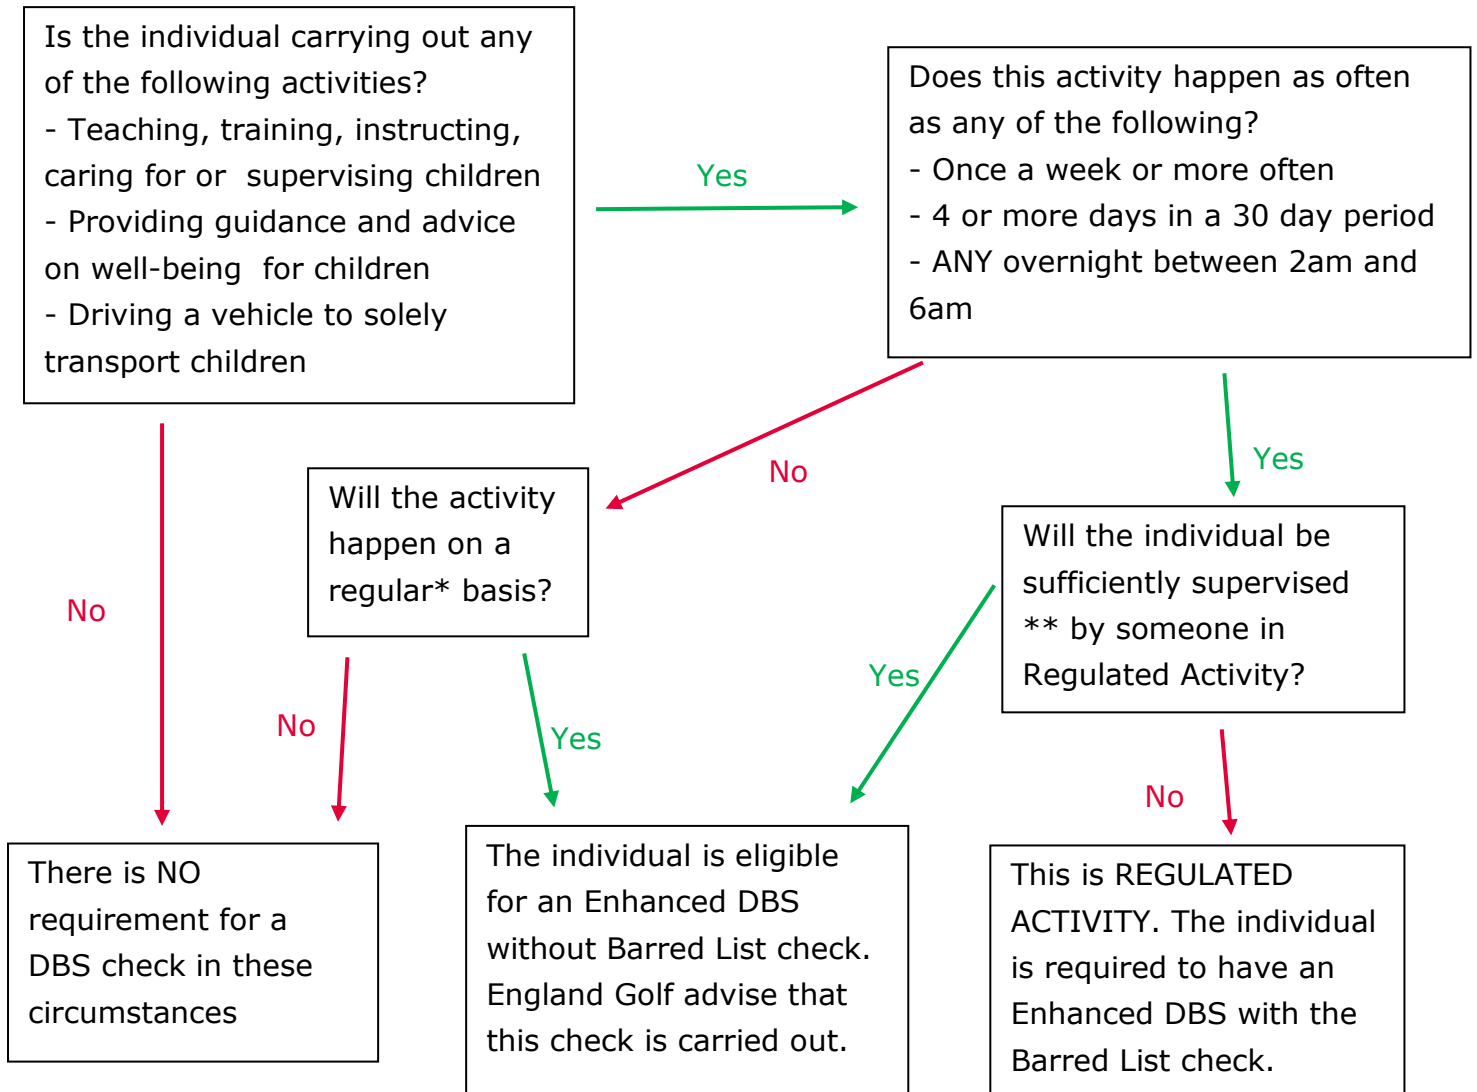 Is the individual carrying out any
of the following activities?
- Teaching, training, instructing,
caring for or  supervising children
- Providing guidance and advice
on well-being  for children
- Driving a vehicle to solely
transport children
Yes
Does this activity happen as often
as any of the following?
- Once a week or more often
- 4 or more days in a 30 day period
- ANY overnight between 2am and
6am
No
Yes
Will the activity
happen on a
regular* basis?
Will the individual be
sufficiently supervised
** by someone in
Regulated Activity?
No
No
Yes
Yes
No
There is NO
requirement for a
DBS check in these
circumstances
The individual is eligible
for an Enhanced DBS
without Barred List check.
England Golf advise that
this check is carried out.
This is REGULATED
ACTIVITY. The individual
is required to have an
Enhanced DBS with the
Barred List check.